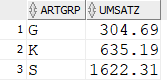 ARTGRP UMSATZ
1 G 304.69
2 K 635.19
3 S 1622.31